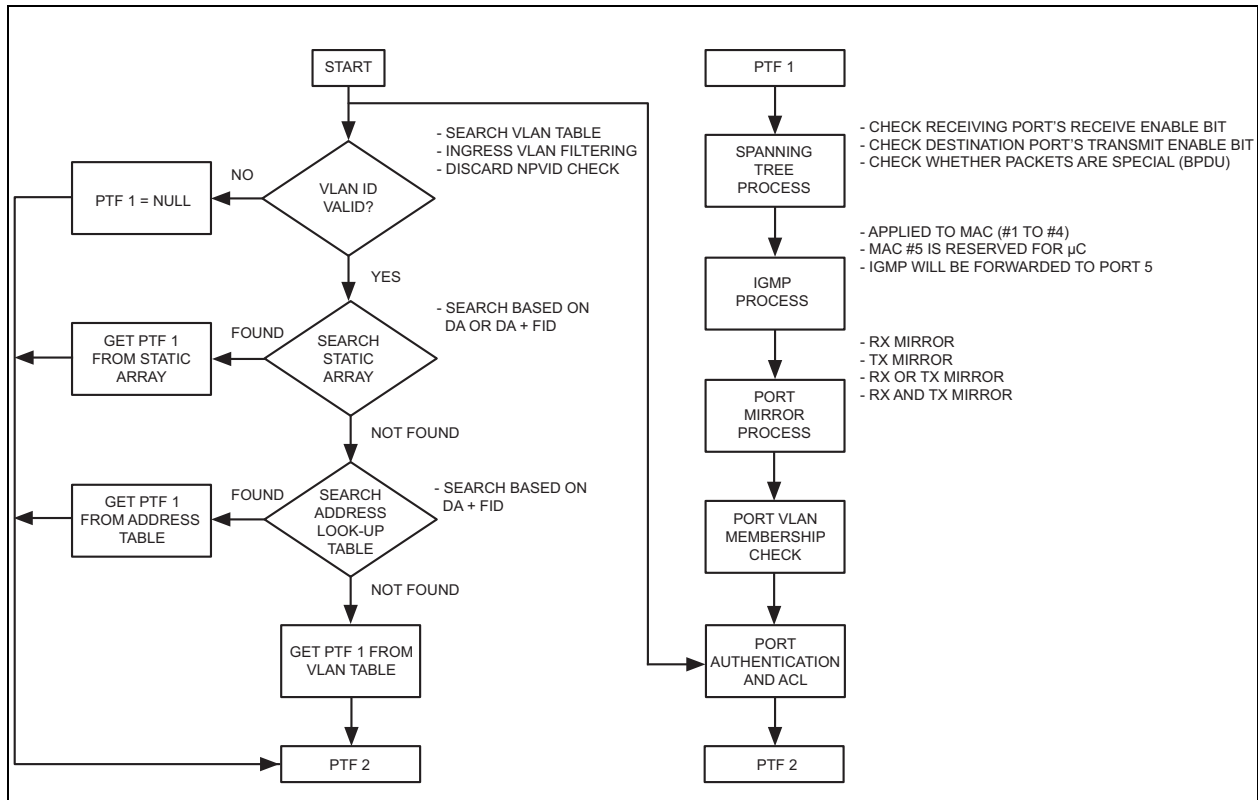 START
- SEARCH VLAN TABLE
- INGRESS VLAN FILTERING
- DISCARD NPVID CHECK
VLAN ID
VALID?
NO
PTF 1 = NULL
YES
- SEARCH BASED ON
DA OR DA + FID
SEARCH
STATIC
ARRAY
FOUND
GET PTF 1
FROM STATIC
ARRAY
NOT FOUND
- SEARCH BASED ON
DA + FID
SEARCH
ADDRESS
LOOK-UP
TABLE
FOUND
GET PTF 1
FROM ADDRESS
TABLE
NOT FOUND
GET PTF 1 FROM
VLAN TABLE
PTF 2
PTF 1
SPANNING
TREE
PROCESS
- CHECK RECEIVING PORT'S RECEIVE ENABLE BIT
- CHECK DESTINATION PORT'S TRANSMIT ENABLE BIT
- CHECK WHETHER PACKETS ARE SPECIAL (BPDU)
IGMP
PROCESS
- APPLIED TO MAC (#1 TO #4)
- MAC #5 IS RESERVED FOR µC
- IGMP WILL BE FORWARDED TO PORT 5
PORT
MIRROR
PROCESS
- RX MIRROR
- TX MIRROR
- RX OR TX MIRROR
- RX AND TX MIRROR
PORT VLAN
MEMBERSHIP
CHECK
PORT
AUTHENTICATION
AND ACL
PTF 2